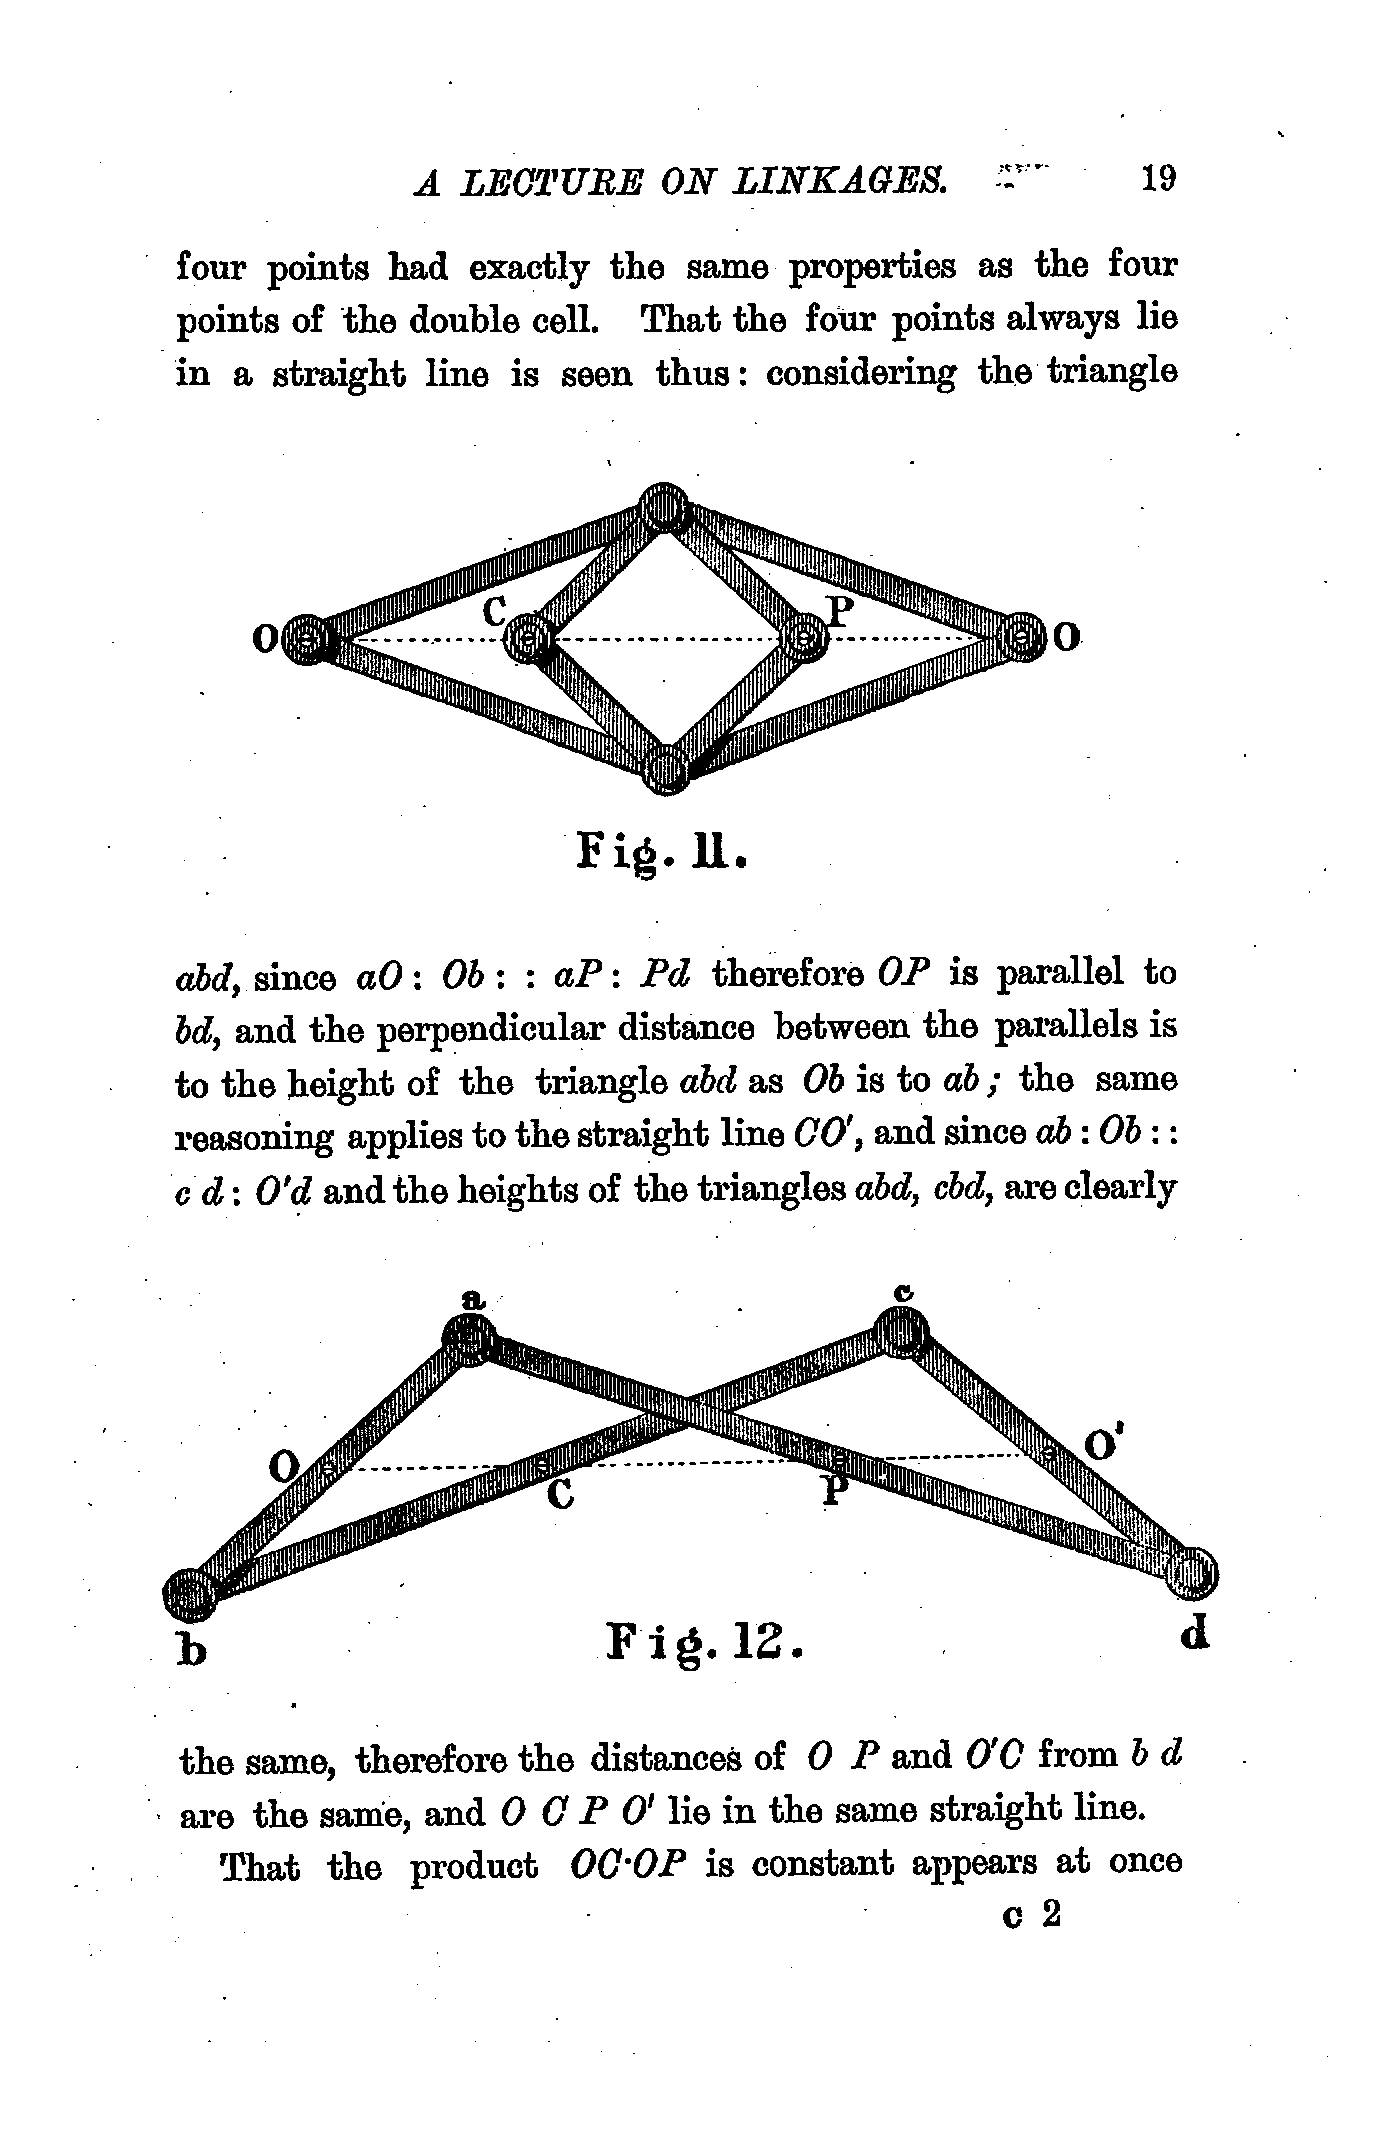 A LECTURE ON LINKAGES. 19
four points had exactly the same properties as the four
points of the double cell. That the four points always lie
in a straight line is seen thus: considering the triangle
C P
O O
Fig. 11.
abd, since aO : Ob : : aP : Pd therefore OP is parallel to
bd, and the perpendicular distance between the parallels is
to the height of the triangle abd as Ob is to ab; the same
reasoning applies to the straight line CO', and since ab : Ob : :
c d : O'd and the heights of the triangles abd, cbd, are clearly
a c
O O'
C P
b d
Fig. 12.
the same, therefore the distances of O P and O'C from b d
are the same, and O C P O' lie in the same straight line.
That the product OC·OP is constant appears at once
C 2